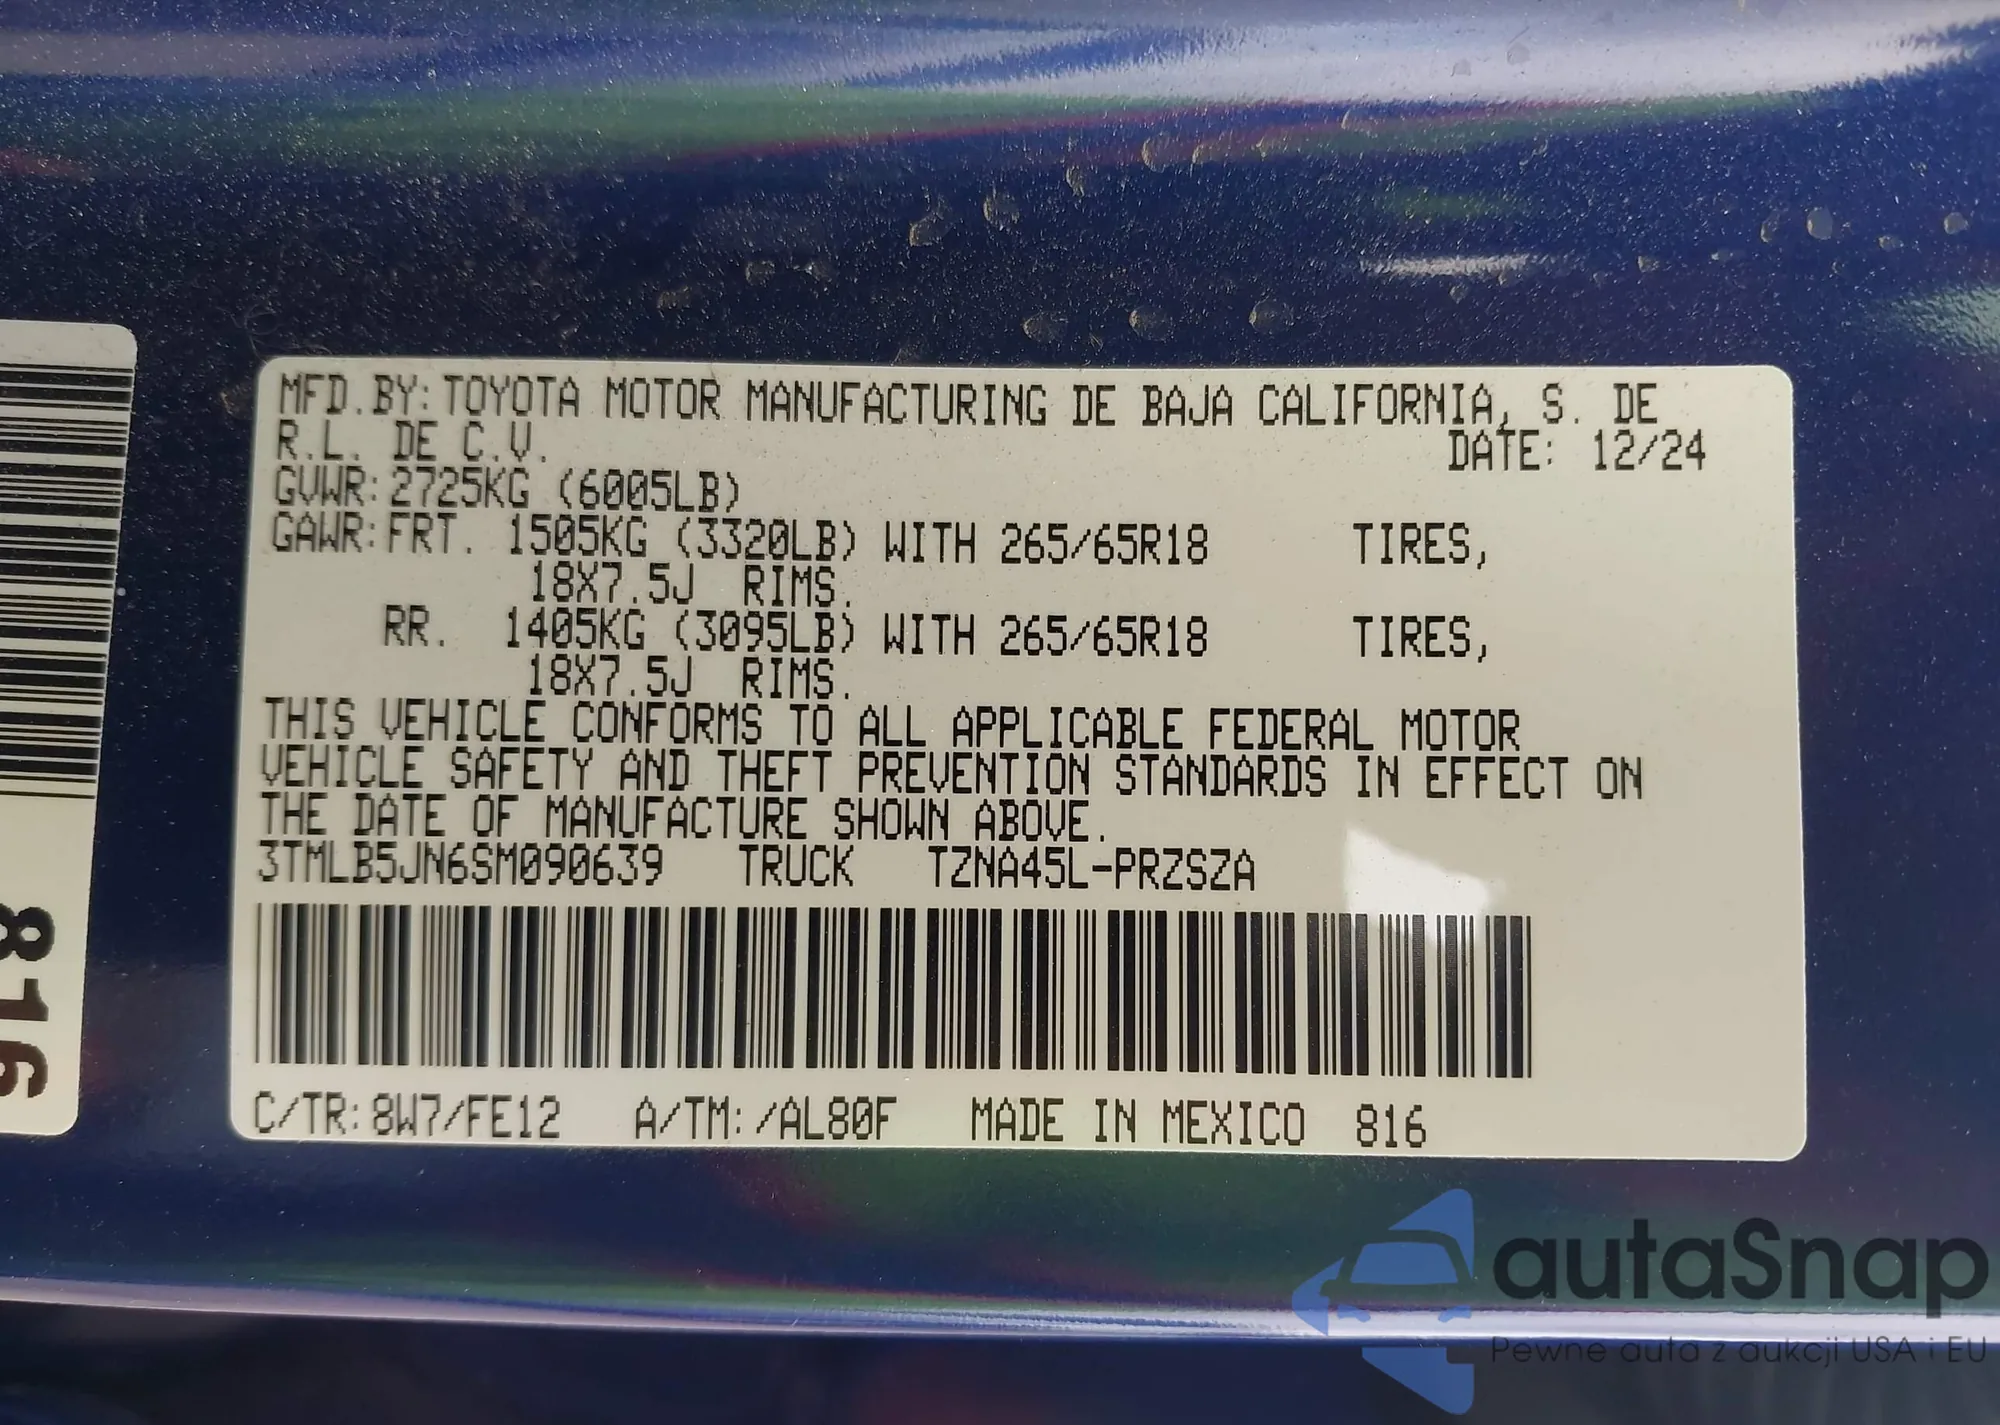 MFD.BY: TOYOTA MOTOR MANUFACTURING DE BAJA CALIFORNIA, S. DE
R.L. DE C.V.
DATE: 12/24
GVWR: 2725KG (6005LB)
GAWR: FRT. 1505KG (3320LB) WITH 265/65R18 TIRES,
18X7.5J RIMS.
RR. 1405KG (3095LB) WITH 265/65R18 TIRES,
18X7.5J RIMS.
THIS VEHICLE CONFORMS TO ALL APPLICABLE FEDERAL MOTOR
VEHICLE SAFETY AND THEFT PREVENTION STANDARDS IN EFFECT ON
THE DATE OF MANUFACTURE SHOWN ABOVE.
3TMLB5JN6SM090639 TRUCK TZNA45L-PRZSZA
C/TR: 8W7/FE12 A/TM: /AL80F MADE IN MEXICO 816
816
autaSnap
Pewne auta z aukcji USA i EU